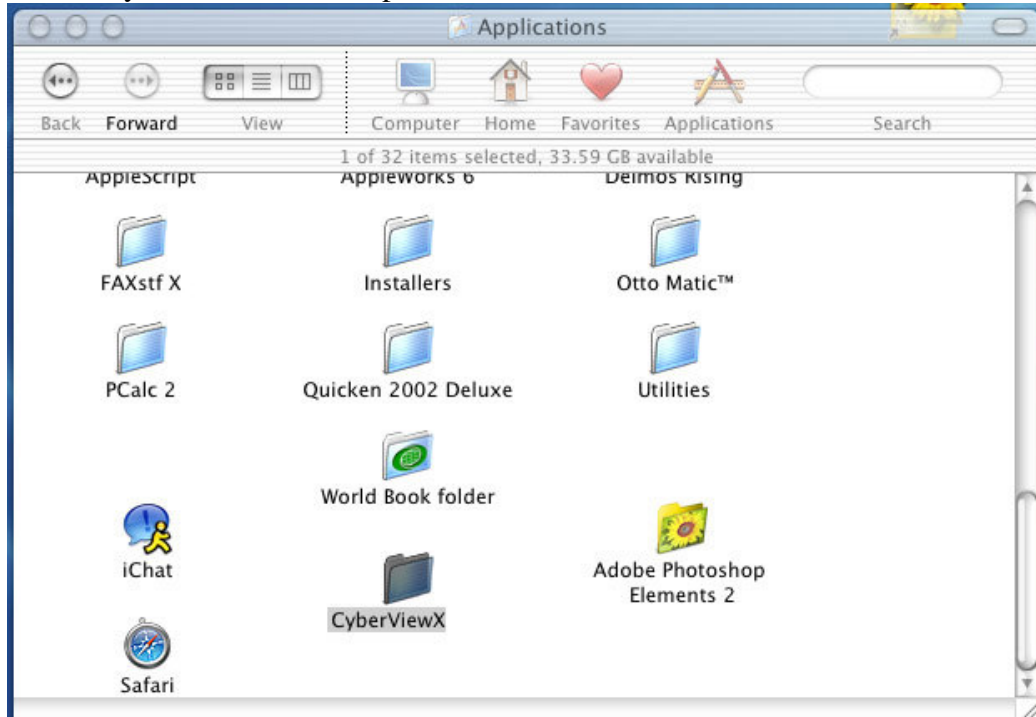 Applications
Back Forward View Computer Home Favorites Applications Search
1 of 32 items selected, 33.59 GB available
AppleScript AppleWorks 6 Deimos Rising
FAXstf X Installers Otto Matic™
PCalc 2 Quicken 2002 Deluxe Utilities
World Book folder
iChat Adobe Photoshop
Elements 2
CyberViewX
Safari